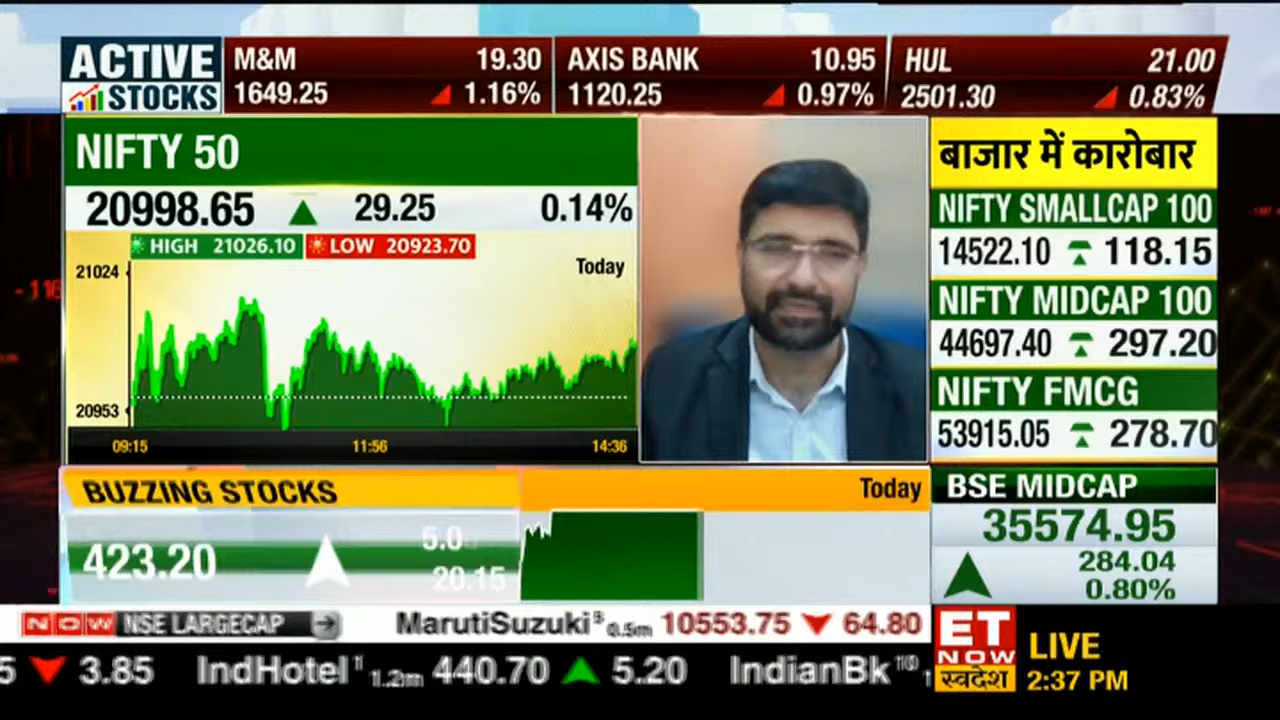 ACTIVE
STOCKS
M&M 19.30
1649.25 1.16%
AXIS BANK 10.95
1120.25 0.97%
HUL 21.00
2501.30 0.83%
NIFTY 50
20998.65 29.25 0.14%
HIGH 21026.10 LOW 20923.70
Today
21024
20953
09:15 11:56 14:36
बाजार में कारोबार
NIFTY SMALLCAP 100
14522.10 118.15
NIFTY MIDCAP 100
44697.40 297.20
NIFTY FMCG
53915.05 278.70
BUZZING STOCKS Today
423.20
5.0
20.15
BSE MIDCAP
35574.95
284.04
0.80%
NOW NSE LARGECAP MarutiSuzuki 0.5m 10553.75 64.80
5 3.85 IndHotel 1.2m 440.70 5.20 IndianBk
ET
NOW
स्वदेश
LIVE
2:37 PM